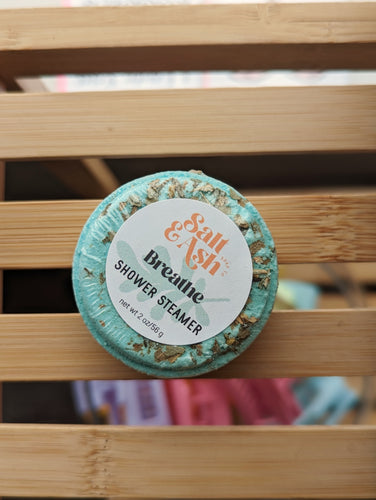 Salt
& Ash
Breathe
SHOWER STEAMER
net wt 2 oz/56 g